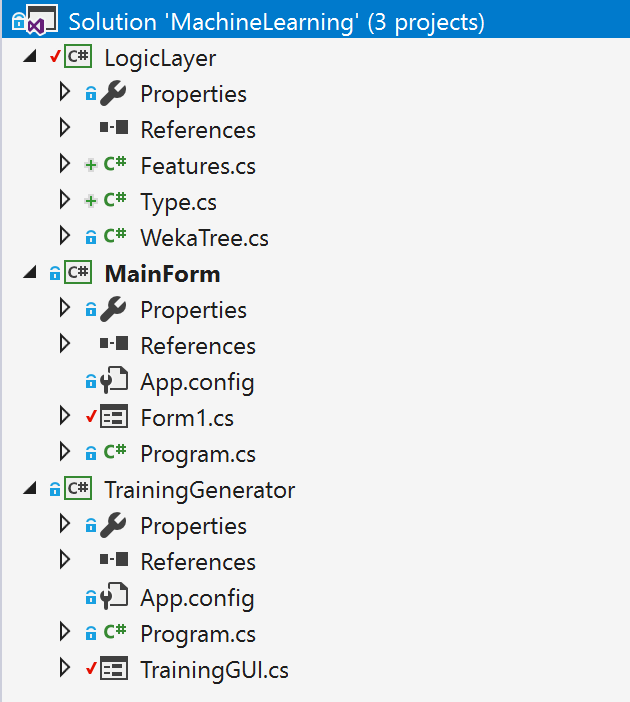 Solution 'MachineLearning' (3 projects)
C# LogicLayer
Properties
References
+ C# Features.cs
+ C# Type.cs
C# WekaTree.cs
C# MainForm
Properties
References
App.config
Form1.cs
C# Program.cs
C# TrainingGenerator
Properties
References
App.config
C# Program.cs
TrainingGUI.cs